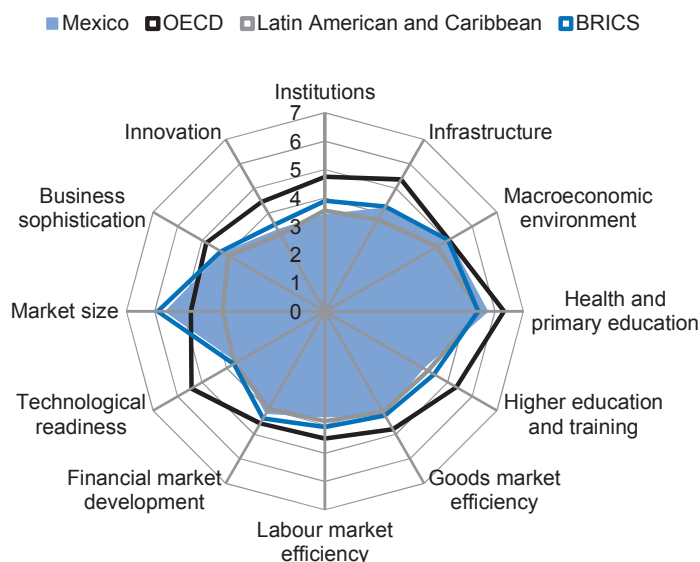 Mexico OECD Latin American and Caribbean BRICS
Institutions
Infrastructure
Macroeconomic
environment
Health and
primary education
Higher education
and training
Goods market
efficiency
Labour market
efficiency
Financial market
development
Technological
readiness
Market size
Business
sophistication
Innovation
7
6
5
4
3
2
1
0